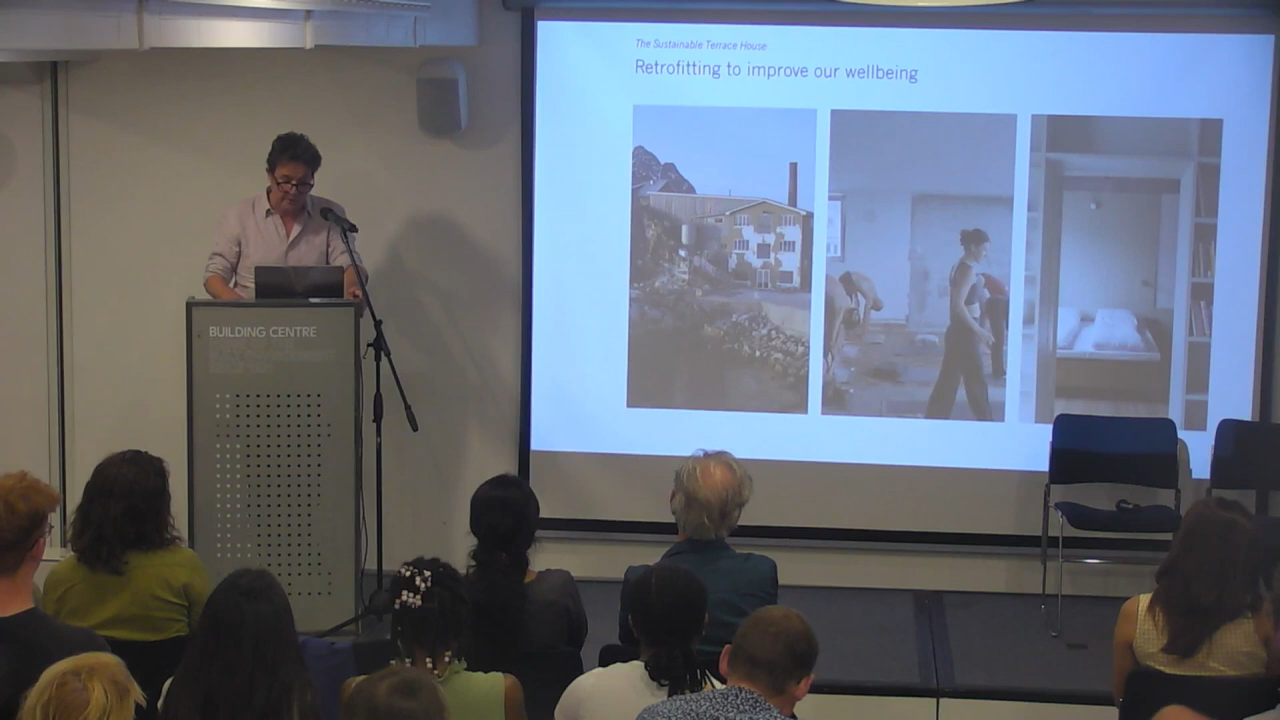 The Sustainable Terrace House
Retrofitting to improve our wellbeing
BUILDING CENTRE